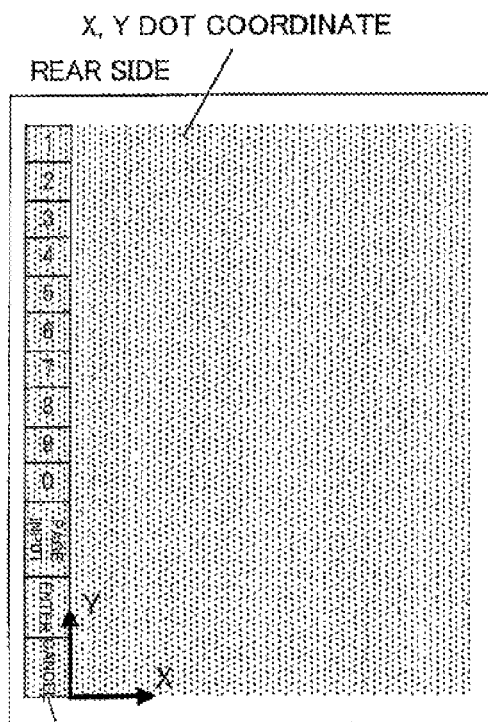 X, Y DOT COORDINATE
REAR SIDE
1
2
3
4
5
6
7
8
9
0
PAGE
INPUT
ENTER
CANCEL
Y
X